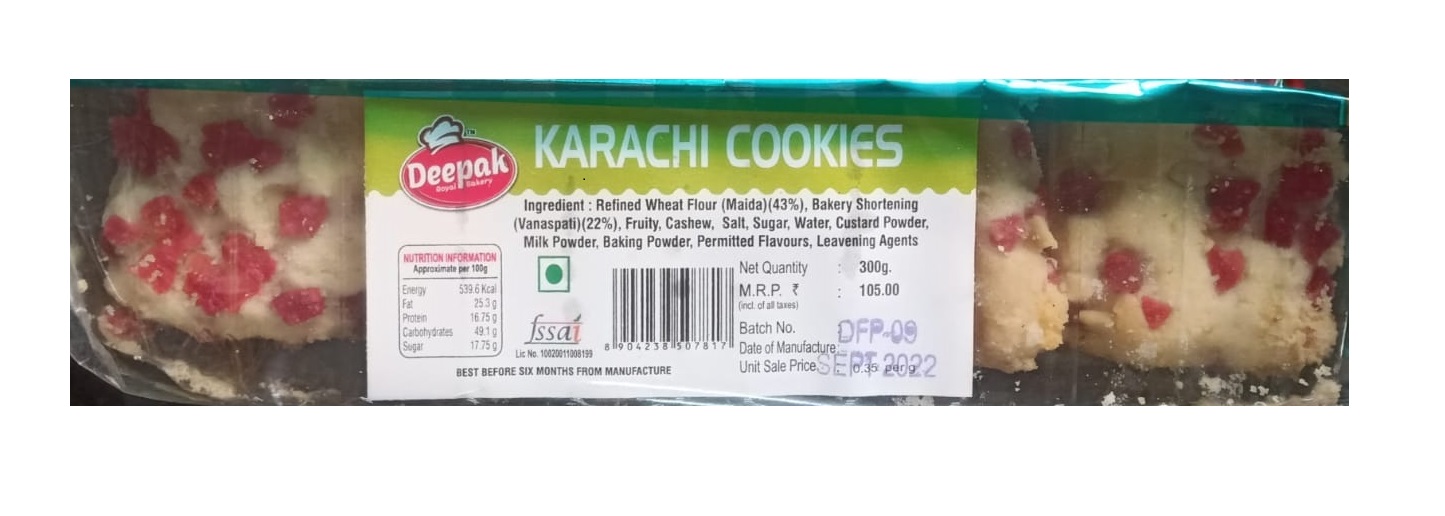 Deepak
TM
Royal Bakery
KARACHI COOKIES
Ingredient : Refined Wheat Flour (Maida)(43%), Bakery Shortening
(Vanaspati)(22%), Fruity, Cashew, Salt, Sugar, Water, Custard Powder,
Milk Powder, Baking Powder, Permitted Flavours, Leavening Agents
NUTRITION INFORMATION
Approximate per 100g
Energy 539.6 Kcal
Fat 25.3 g
Protein 16.75 g
Carbohydrates 49.1 g
Sugar 17.75 g
fssai
Lic No. 10020011008199
8 904238 507817
Net Quantity : 300g.
M.R.P. ₹ : 105.00
(incl. of all taxes)
Batch No. DFP-09
Date of Manufacture: SEPT 2022
Unit Sale Price : 0.35 per g
BEST BEFORE SIX MONTHS FROM MANUFACTURE